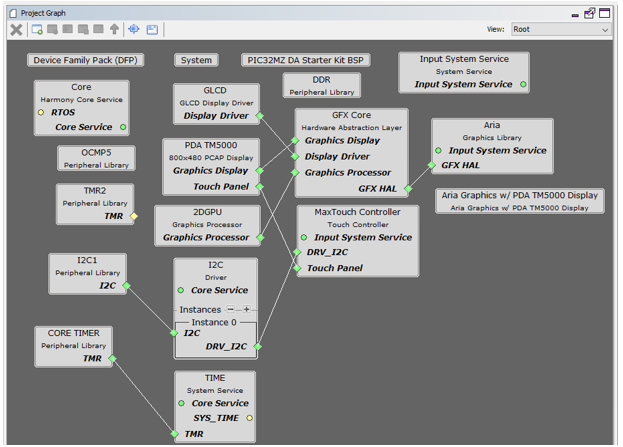 Project Graph
View:
Root
Device Family Pack (DFP)
System
PIC32MZ DA Starter Kit BSP
Input System Service
System Service
Input System Service
Core
Harmony Core Service
RTOS
Core Service
GLCD
GLCD Display Driver
Display Driver
DDR
Peripheral Library
GFX Core
Hardware Abstraction Layer
Graphics Display
Display Driver
Graphics Processor
GFX HAL
Aria
Graphics Library
Input System Service
GFX HAL
OCMP5
Peripheral Library
PDA TM5000
800x480 PCAP Display
Graphics Display
Touch Panel
TMR2
Peripheral Library
TMR
2DGPU
Graphics Processor
Graphics Processor
MaxTouch Controller
Touch Controller
Input System Service
DRV_I2C
Touch Panel
Aria Graphics w/ PDA TM5000 Display
Aria Graphics w/ PDA TM5000 Display
I2C1
Peripheral Library
I2C
I2C
Driver
Core Service
Instances
Instance 0
I2C
DRV_I2C
CORE TIMER
Peripheral Library
TMR
TIME
System Service
Core Service
SYS_TIME
TMR